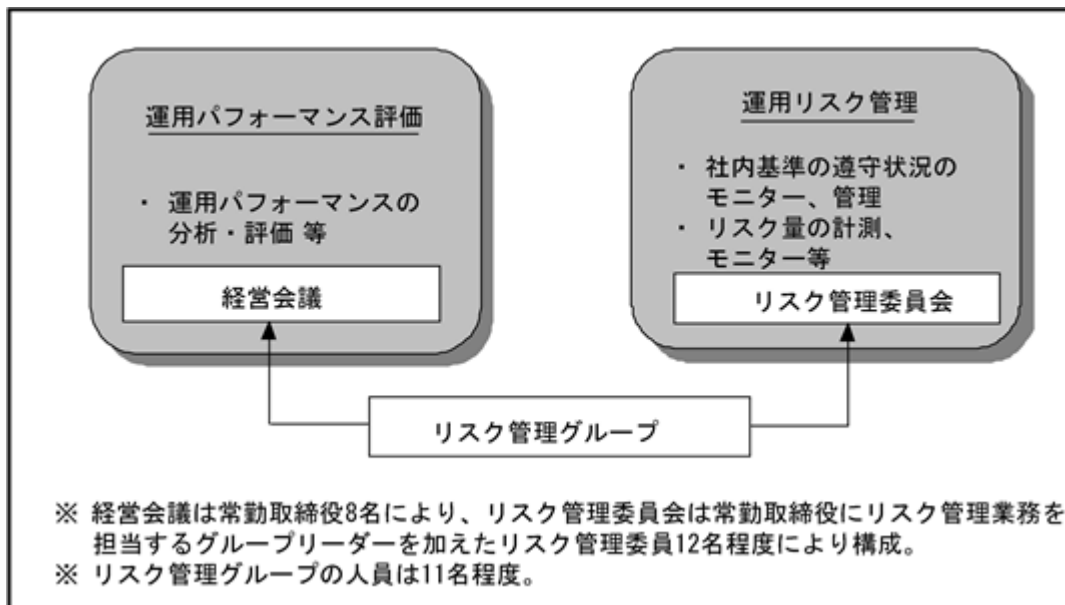 運用パフォーマンス評価
・ 運用パフォーマンスの
分析・評価 等
経営会議
運用リスク管理
・ 社内基準の遵守状況の
モニター、管理
・ リスク量の計測、
モニター等
リスク管理委員会
リスク管理グループ
※ 経営会議は常勤取締役8名により、リスク管理委員会は常勤取締役にリスク管理業務を
担当するグループリーダーを加えたリスク管理委員12名程度により構成。
※ リスク管理グループの人員は11名程度。